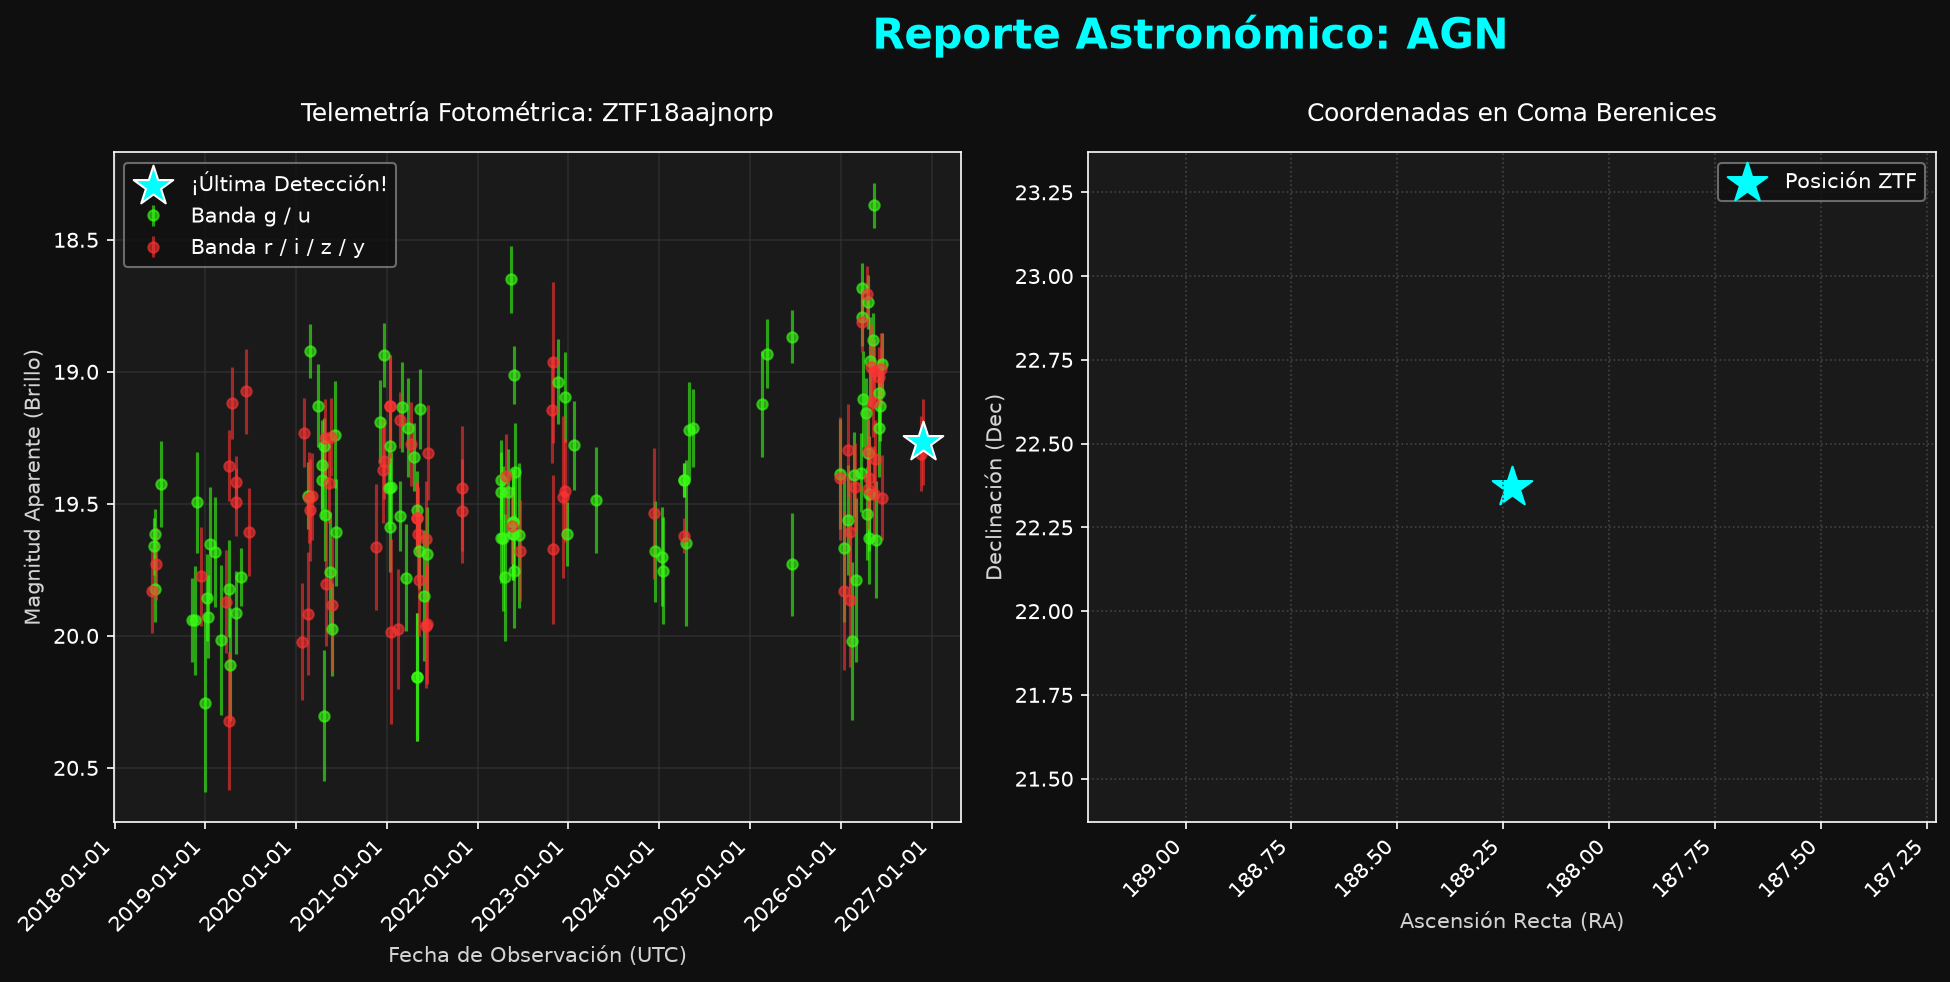 Reporte Astronómico: AGN
Telemetría Fotométrica: ZTF18aajnorp
¡Última Detección!
Banda g / u
Banda r / i / z / y
Magnitud Aparente (Brillo)
18.5
19.0
19.5
20.0
20.5
2018-01-01
2019-01-01
2020-01-01
2021-01-01
2022-01-01
2023-01-01
2024-01-01
2025-01-01
2026-01-01
2027-01-01
Fecha de Observación (UTC)
Coordenadas en Coma Berenices
Posición ZTF
Declinación (Dec)
23.25
23.00
22.75
22.50
22.25
22.00
21.75
21.50
189.00
188.75
188.50
188.25
188.00
187.75
187.50
187.25
Ascensión Recta (RA)